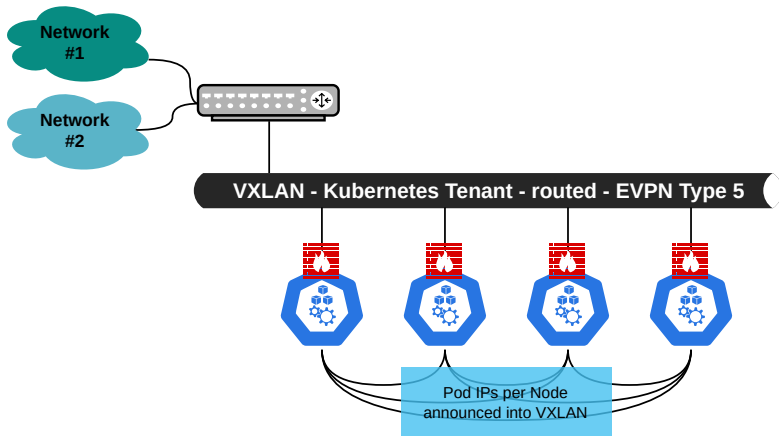 Network
#1
Network
#2
VXLAN - Kubernetes Tenant - routed - EVPN Type 5
Pod IPs per Node
announced into VXLAN